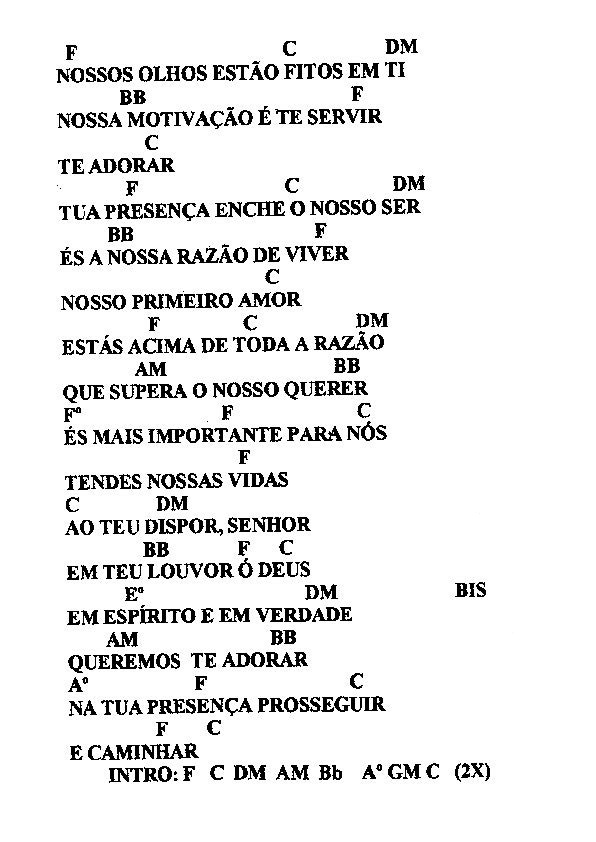 F C DM
NOSSOS OLHOS ESTÃO FITOS EM TI
BB F
NOSSA MOTIVAÇÃO É TE SERVIR
C
TE ADORAR
F C DM
TUA PRESENÇA ENCHE O NOSSO SER
BB F
ÉS A NOSSA RAZÃO DE VIVER
C
NOSSO PRIMEIRO AMOR
F C DM
ESTÁS ACIMA DE TODA A RAZÃO
AM BB
QUE SUPERA O NOSSO QUERER
Fº F C
ÉS MAIS IMPORTANTE PARA NÓS
F
TENDES NOSSAS VIDAS
C DM
AO TEU DISPOR, SENHOR
BB F C
EM TEU LOUVOR Ó DEUS
Eº DM BIS
EM ESPÍRITO E EM VERDADE
AM BB
QUEREMOS TE ADORAR
Aº F C
NA TUA PRESENÇA PROSSEGUIR
F C
E CAMINHAR
INTRO: F C DM AM Bb Aº GM C (2X)